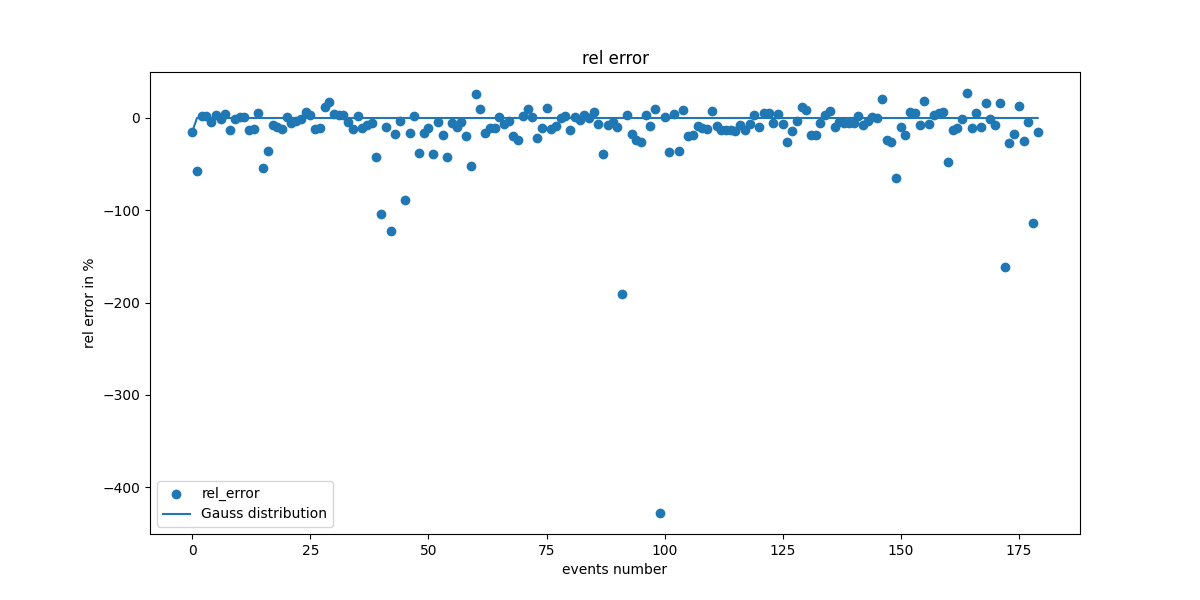 rel error
0
−100
−200
−300
−400
rel error in %
rel_error
Gauss distribution
0
25
50
75
100
125
150
175
events number